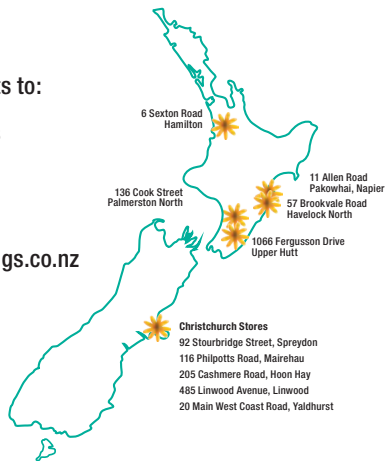 s to:
6 Sexton Road
Hamilton
11 Allen Road
Pakowhai, Napier
136 Cook Street
Palmerston North
57 Brookvale Road
Havelock North
1066 Fergusson Drive
Upper Hutt
gs.co.nz
Christchurch Stores
92 Stourbridge Street, Spreydon
116 Philpotts Road, Mairehau
205 Cashmere Road, Hoon Hay
485 Linwood Avenue, Linwood
20 Main West Coast Road, Yaldhurst